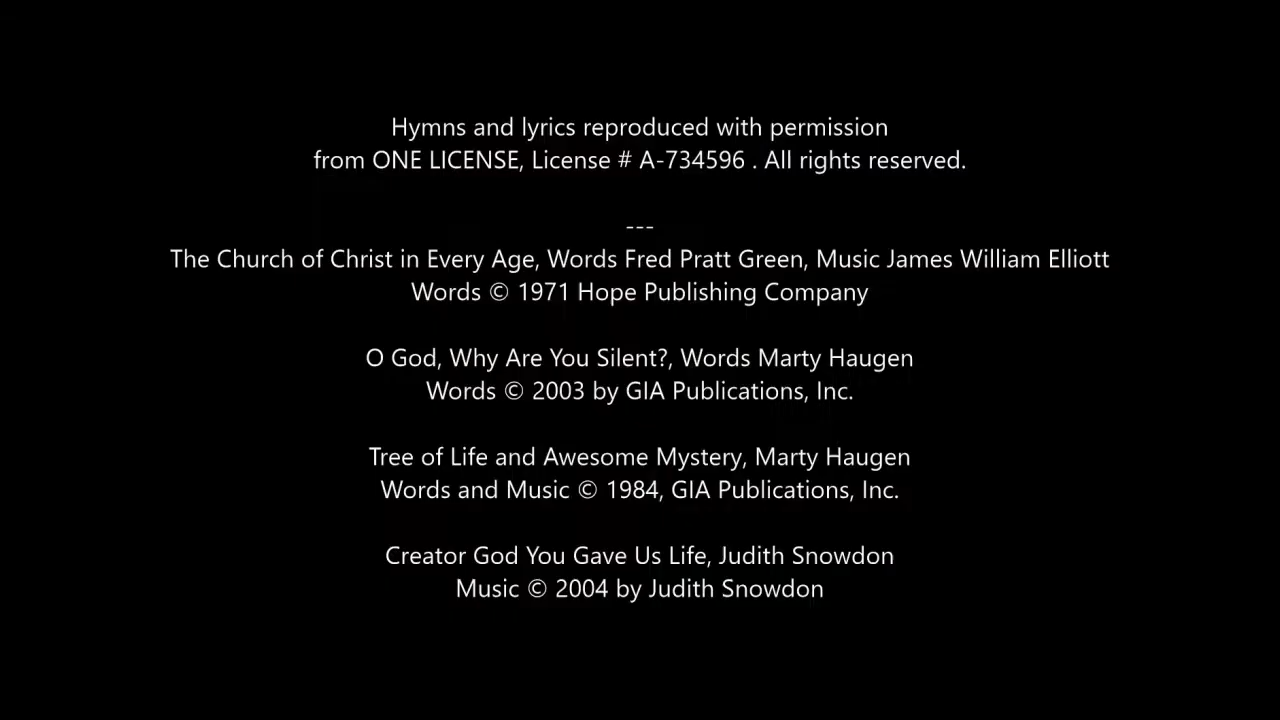 Hymns and lyrics reproduced with permission
from ONE LICENSE, License # A-734596 . All rights reserved.
---
The Church of Christ in Every Age, Words Fred Pratt Green, Music James William Elliott
Words © 1971 Hope Publishing Company
O God, Why Are You Silent?, Words Marty Haugen
Words © 2003 by GIA Publications, Inc.
Tree of Life and Awesome Mystery, Marty Haugen
Words and Music © 1984, GIA Publications, Inc.
Creator God You Gave Us Life, Judith Snowdon
Music © 2004 by Judith Snowdon